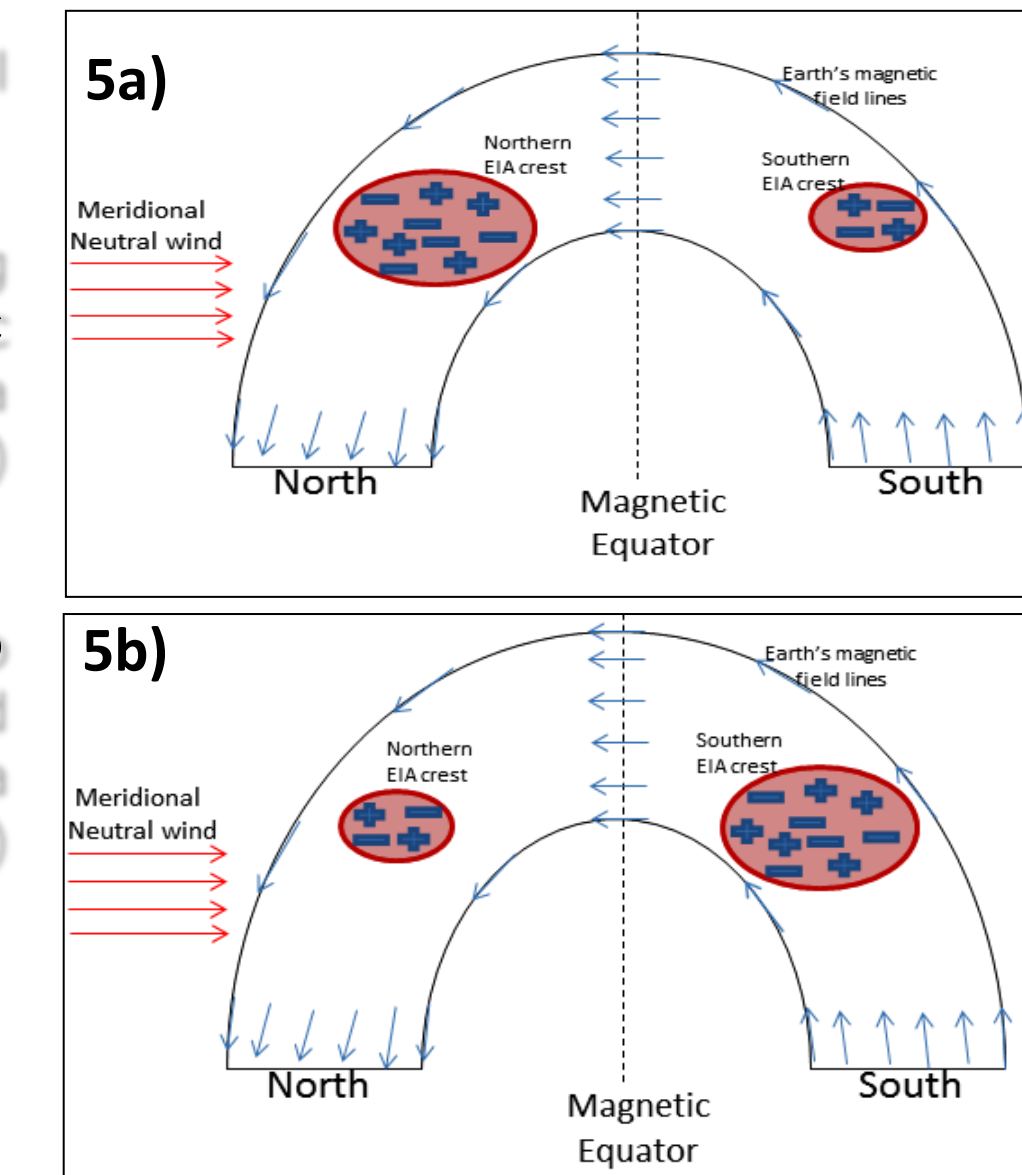 5a)
Earth's magnetic
field lines
Northern
EIA crest
Southern
EIA crest
Meridional
Neutral wind
North
South
Magnetic
Equator
5b)
Earth's magnetic
field lines
Northern
EIA crest
Southern
EIA crest
Meridional
Neutral wind
North
South
Magnetic
Equator